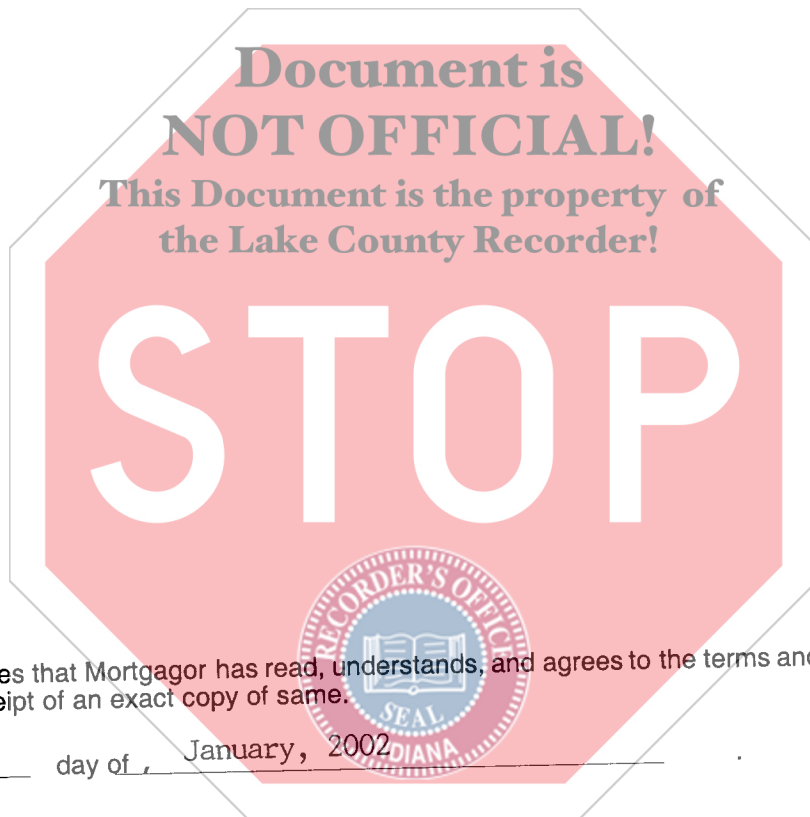 Document is
NOT OFFICIAL!
This Document is the property of
the Lake County Recorder!
STOP
RECORDER'S OFFICE
SEAL
es that Mortgagor has read, understands, and agrees to the terms and
eipt of an exact copy of same.
day of , January, 2002 .